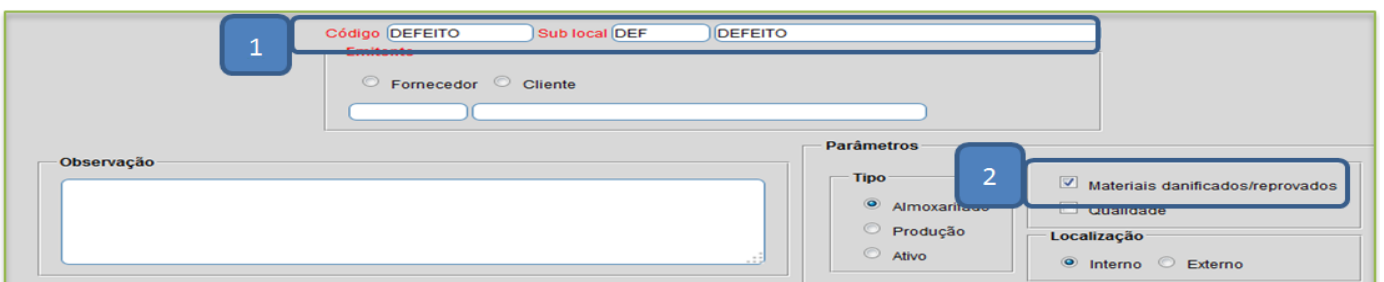 1
Código DEFEITO Sub local DEF DEFEITO
Emitente
Fornecedor Cliente
Observação
Parâmetros
Tipo
Almoxarifado
Produção
Ativo
2
Materiais danificados/reprovados
Qualidade
Localização
Interno Externo